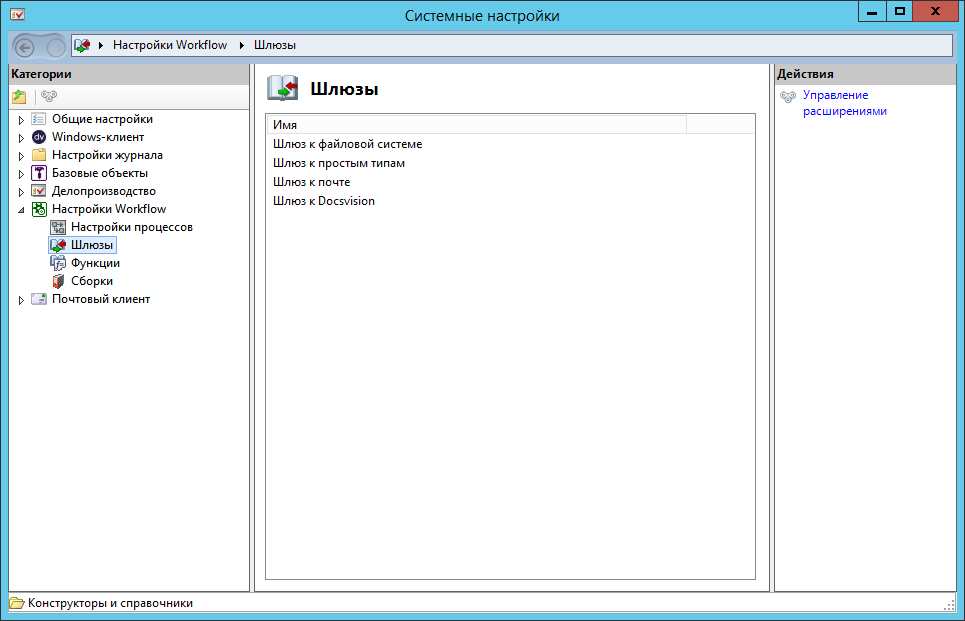 Системные настройки
Настройки Workflow Шлюзы
Категории
Общие настройки
dv Windows-клиент
Настройки журнала
Базовые объекты
Делопроизводство
Настройки Workflow
Настройки процессов
Шлюзы
Функции
Сборки
Почтовый клиент
Шлюзы
Имя
Шлюз к файловой системе
Шлюз к простым типам
Шлюз к почте
Шлюз к Docsvision
Действия
Управление
расширениями
Конструкторы и справочники